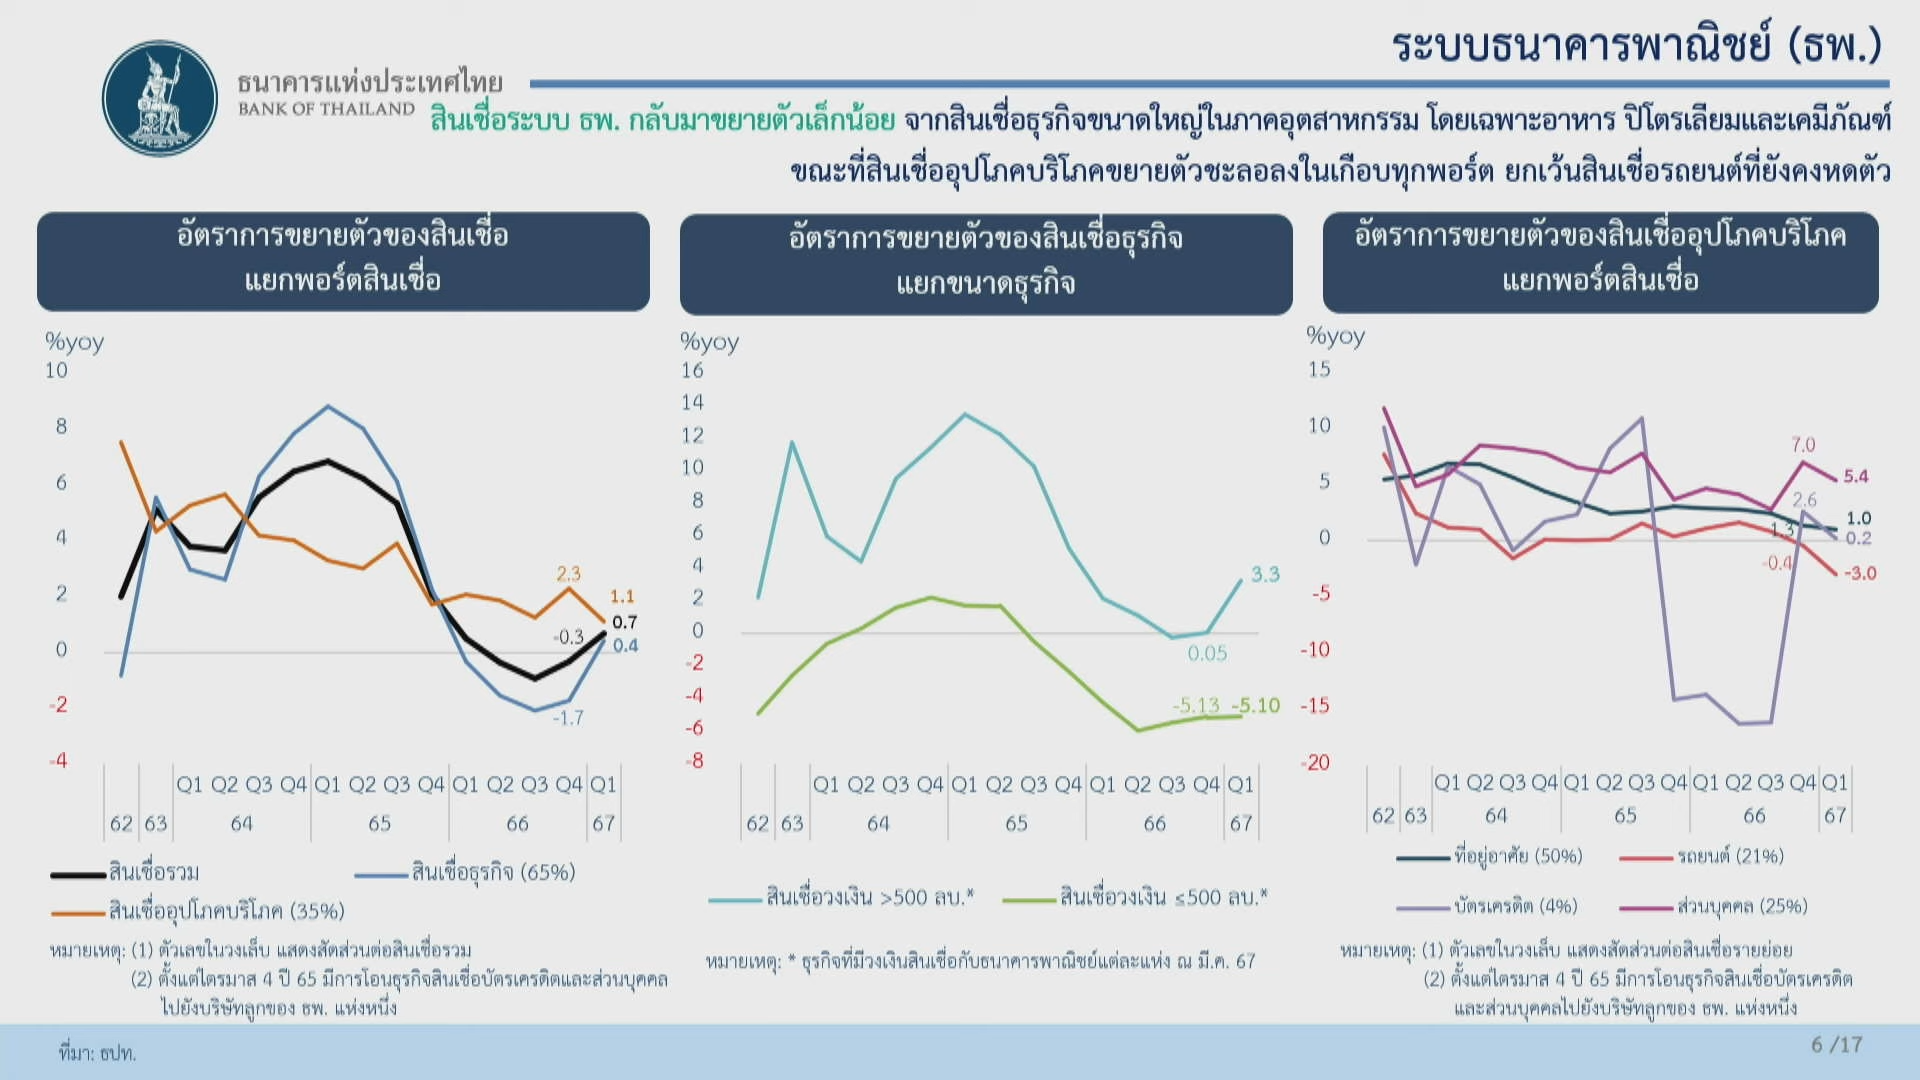 ระบบธนาคารพาณิชย์ (ธพ.)
ธนาคารแห่งประเทศไทย
BANK OF THAILAND
สินเชื่อระบบ ธพ. กลับมาขยายตัวเล็กน้อย จากสินเชื่อธุรกิจขนาดใหญ่ในภาคอุตสาหกรรม โดยเฉพาะอาหาร ปิโตรเลียมและเคมีภัณฑ์
ขณะที่สินเชื่ออุปโภคบริโภคขยายตัวชะลอลงในเกือบทุกพอร์ต ยกเว้นสินเชื่อรถยนต์ที่ยังคงหดตัว
อัตราการขยายตัวของสินเชื่อ
แยกพอร์ตสินเชื่อ
%yoy
10
8
6
4
2
0
-2
-4
2.3
1.1
0.7
0.4
-0.3
-1.7
Q1 Q2 Q3 Q4 Q1 Q2 Q3 Q4 Q1 Q2 Q3 Q4 Q1
62 63 64 65 66 67
สินเชื่อรวม สินเชื่อธุรกิจ (65%)
สินเชื่ออุปโภคบริโภค (35%)
หมายเหตุ: (1) ตัวเลขในวงเล็บ แสดงสัดส่วนต่อสินเชื่อรวม
(2) ตั้งแต่ไตรมาส 4 ปี 65 มีการโอนธุรกิจสินเชื่อบัตรเครดิตและส่วนบุคคล
ไปยังบริษัทลูกของ ธพ. แห่งหนึ่ง
อัตราการขยายตัวของสินเชื่อธุรกิจ
แยกขนาดธุรกิจ
%yoy
16
14
12
10
8
6
4
2
0
-2
-4
-6
-8
3.3
0.05
-5.13 -5.10
Q1 Q2 Q3 Q4 Q1 Q2 Q3 Q4 Q1 Q2 Q3 Q4 Q1
62 63 64 65 66 67
สินเชื่อวงเงิน >500 ลบ.* สินเชื่อวงเงิน ≤500 ลบ.*
หมายเหตุ: * ธุรกิจที่มีวงเงินสินเชื่อกับธนาคารพาณิชย์แต่ละแห่ง ณ มี.ค. 67
อัตราการขยายตัวของสินเชื่ออุปโภคบริโภค
แยกพอร์ตสินเชื่อ
%yoy
15
10
5
0
-5
-10
-15
-20
7.0
5.4
2.6
1.0
1.3
0.2
-0.4
-3.0
Q1 Q2 Q3 Q4 Q1 Q2 Q3 Q4 Q1 Q2 Q3 Q4 Q1
62 63 64 65 66 67
ที่อยู่อาศัย (50%) รถยนต์ (21%)
บัตรเครดิต (4%) ส่วนบุคคล (25%)
หมายเหตุ: (1) ตัวเลขในวงเล็บ แสดงสัดส่วนต่อสินเชื่อรายย่อย
(2) ตั้งแต่ไตรมาส 4 ปี 65 มีการโอนธุรกิจสินเชื่อบัตรเครดิต
และส่วนบุคคลไปยังบริษัทลูกของ ธพ. แห่งหนึ่ง
ที่มา: ธปท.
6 /17